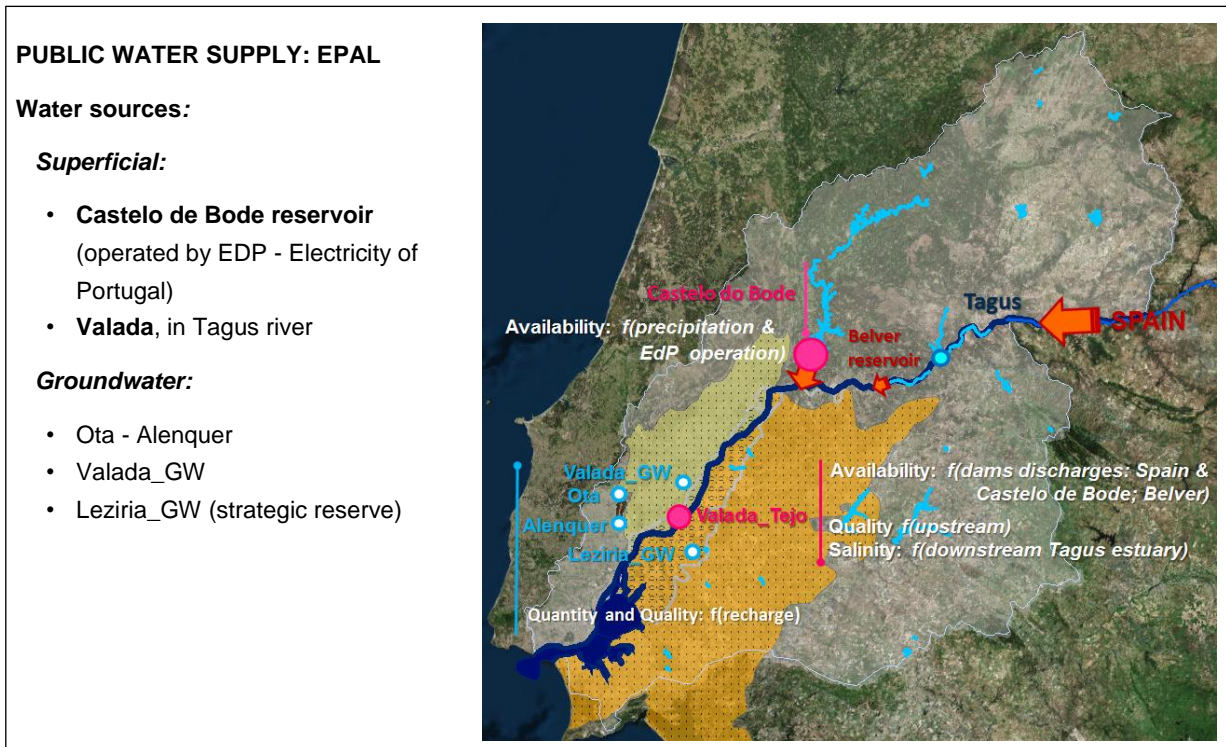 PUBLIC WATER SUPPLY: EPAL
Water sources:
Superficial:
• Castelo de Bode reservoir
(operated by EDP - Electricity of
Portugal)
• Valada, in Tagus river
Groundwater:
• Ota - Alenquer
• Valada_GW
• Leziria_GW (strategic reserve)
Castelo do Bode
Availability: f(precipitation &
EdP_operation)
Tagus
SPAIN
Belver
reservoir
Valada_GW
Ota
Alenquer
Valada_Tejo
Leziria_GW
Availability: f(dams discharges: Spain &
Castelo de Bode; Belver)
Quality f(upstream)
Salinity: f(downstream Tagus estuary)
Quantity and Quality: f(recharge)